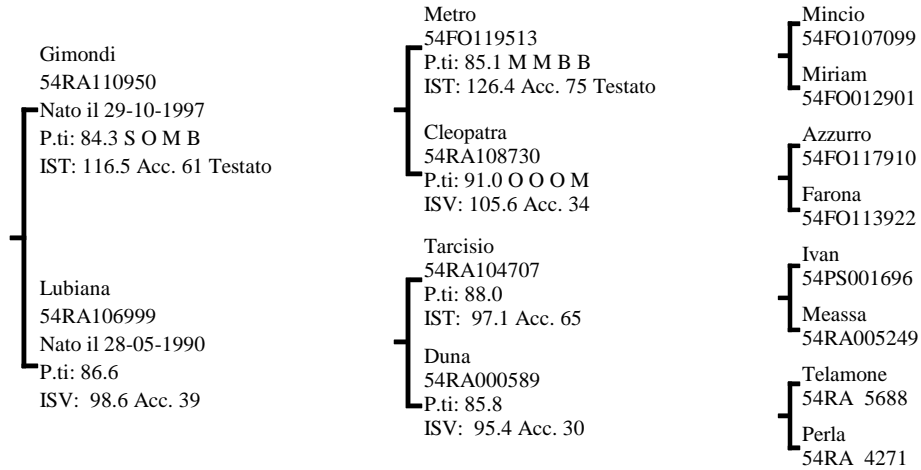 Gimondi
54RA110950
Nato il 29-10-1997
P.ti: 84.3 S O M B
IST: 116.5 Acc. 61 Testato
Lubiana
54RA106999
Nato il 28-05-1990
P.ti: 86.6
ISV:  98.6 Acc. 39
Metro
54FO119513
P.ti: 85.1 M M B B
IST: 126.4 Acc. 75 Testato
Cleopatra
54RA108730
P.ti: 91.0 O O O M
ISV: 105.6 Acc. 34
Tarcisio
54RA104707
P.ti: 88.0
IST:  97.1 Acc. 65
Duna
54RA000589
P.ti: 85.8
ISV:  95.4 Acc. 30
Mincio
54FO107099
Miriam
54FO012901
Azzurro
54FO117910
Farona
54FO113922
Ivan
54PS001696
Meassa
54RA005249
Telamone
54RA  5688
Perla
54RA  4271